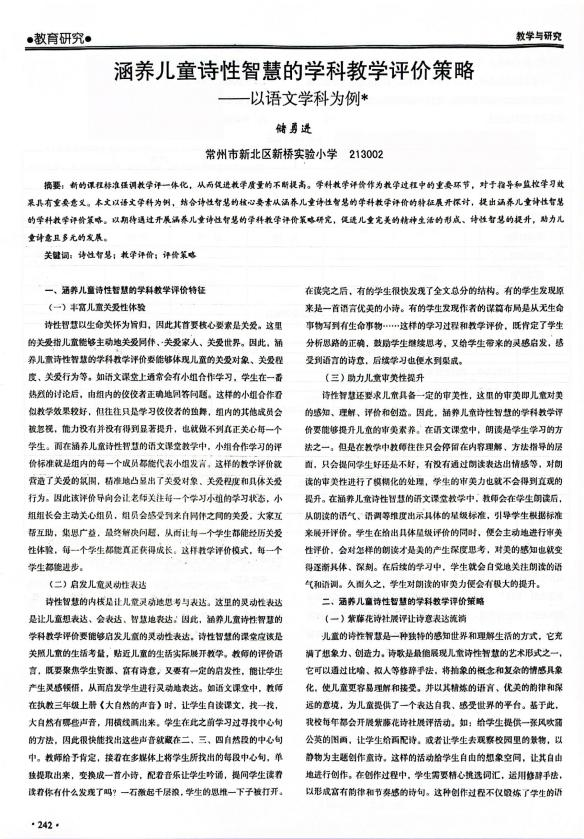 ●教育研究●
教学与研究
涵养儿童诗性智慧的学科教学评价策略
——以语文学科为例*
储勇进
常州市新北区新桥实验小学 213002
摘要：新的课程标准强调教学评一体化，从而促进教学质量的不断提高。学科教学评价作为教学过程中的重要环节，对于指导和监控学习效
果具有重要意义。本文以语文学科为例，结合诗性智慧的核心要素从涵养儿童诗性智慧的学科教学评价的特征展开探讨，提出涵养儿童诗性智慧
的学科教学评价策略。以期待通过开展涵养儿童诗性智慧的学科教学评价策略研究，促进儿童完美的精神生活的形成、诗性智慧的提升，助力儿
童诗意且多元的发展。
关键词：诗性智慧；教学评价；评价策略
一、涵养儿童诗性智慧的学科教学评价特征
（一）丰富儿童关爱性体验
诗性智慧以生命关怀为旨归，因此其首要核心要素是关爱。这里
的关爱指儿童能够主动地关爱同伴、关爱家人、关爱世界。因此，涵
养儿童诗性智慧的学科教学评价要能够体现儿童的关爱对象、关爱程
度、关爱行为等。如语文课堂上通常会有小组合作学习，学生在一番
热烈的讨论后，由组内的佼佼者正确地回答问题。这样的小组合作看
似教学效果较好，但往往只是学习佼佼者的独舞，组内的其他成员会
被忽视，能力没有并没有得到显著提升，也就做不到真正关心每一个
学生。而在涵养儿童诗性智慧的语文课堂教学中，小组合作学习的评
价标准就是组内的每一个成员都能代表小组发言。这样的教学评价就
营造了关爱的氛围，精准地凸显出了关爱对象、关爱程度和具体关爱
行为。因此该评价导向会让老师关注每一个学习小组的学习状态，小
组组长会主动关心组员，组员会感受到来自同伴之间的关爱，大家互
帮互助，集思广益，最终解决问题，从而让每一个学生都能经历关爱
性体验，每一个学生都能真正获得成长。这样教学评价模式，每一个
学生都能进步。
（二）启发儿童灵动性表达
诗性智慧的内核是让儿童灵动地思考与表达。这里的灵动性表达
是让儿童想表达、会表达、智慧地表达。因此，涵养儿童诗性智慧的
学科教学评价要能够启发儿童的灵动性表达。诗性智慧的课堂应该是
关照儿童的生活考量，贴近儿童的生活实际展开教学。教师的评价语
言，既要聚焦学生资源、富有诗意，又要有一定的启发性，能让学生
产生灵感顿悟，从而启发学生进行灵动地表达。如语文课堂中，教师
在执教三年级上册《大自然的声音》时，让学生自读课文，找一找，
大自然有哪些声音，用横线画出来。学生在此之前学习过寻找中心句
的方法，因此很快能找出这些声音就藏在二、三、四自然段的中心句
中。教师给予肯定，接着在多媒体上将学生所找出的每段中心句，单
独提取出来，变换成一首小诗，配着音乐让学生吟诵，提问学生读着
读着你有什么发现了吗？一石激起千层浪，学生的思维一下子被打开。
在读完之后，有的学生很快发现了全文总分的结构。有的学生发现原
来是一首语言优美的小诗。有的学生发现作者的谋篇布局是从无生命
事物写到有生命事物……这样的学习过程和教学评价，既肯定了学生
分析思路的正确，鼓励学生继续思考，又给学生带来的灵感启发，感
受到语言的诗意，后续学习也便水到渠成。
（三）助力儿童审美性提升
诗性智慧还要求儿童具备一定的审美性，这里的审美即儿童对美
的感知、理解、评价和创造。因此，涵养儿童诗性智慧的学科教学评
价要能够提升儿童的审美素养。在语文课堂中，朗读是学生学习的方
法之一。但是在教学中教师往往只会停留在内容理解、方法指导的层
面，只会提问学生好还是不好，有没有通过朗读表达出情感等，对朗
读的审美性进行了模糊化的处理，学生的审美力也就不会得到直观的
提升。在涵养儿童诗性智慧的语文课堂教学中，教师会在学生朗读后，
从朗读的语气、语调等维度出示具体的星级标准，引导学生根据标准
来展开评价。学生在给出具体星级评价的同时，便会主动地进行审美
性评价，会对怎样的朗读才是美的产生深度思考，对美的感知也就变
得逐渐具体、深刻。在后续的学习中，学生就会自觉地关注朗读的语
气和语调。久而久之，学生对朗读的审美力便会有极大的提升。
二、涵养儿童诗性智慧的学科教学评价策略
（一）紫藤花诗社展评让诗意表达流淌
儿童的诗性智慧是一种独特的感知世界和理解生活的方式，它充
满了想象力、创造力。诗歌是最能展现儿童诗性智慧的艺术形式之一，
它可以通过比喻、拟人等修辞手法，将抽象的概念和复杂的情感具象
化，使儿童更容易理解和接受。并以其精炼的语言、优美的韵律和深
远的意境，为儿童提供了一个表达自我、感受世界的平台。基于此，
我校每年都会开展紫藤花诗社展评活动。如：给学生提供一张风吹蒲
公英的图画，让学生给画配诗。或者让学生去观察校园里的景物，以
静物为主题创作童诗。这样的活动给学生自由的想象空间，让其自由
地进行创作。在创作过程中，学生需要精心挑选词汇，运用修辞手法，
以形成富有韵律和节奏感的诗句。这种创作过程不仅锻炼了学生的语
·242·